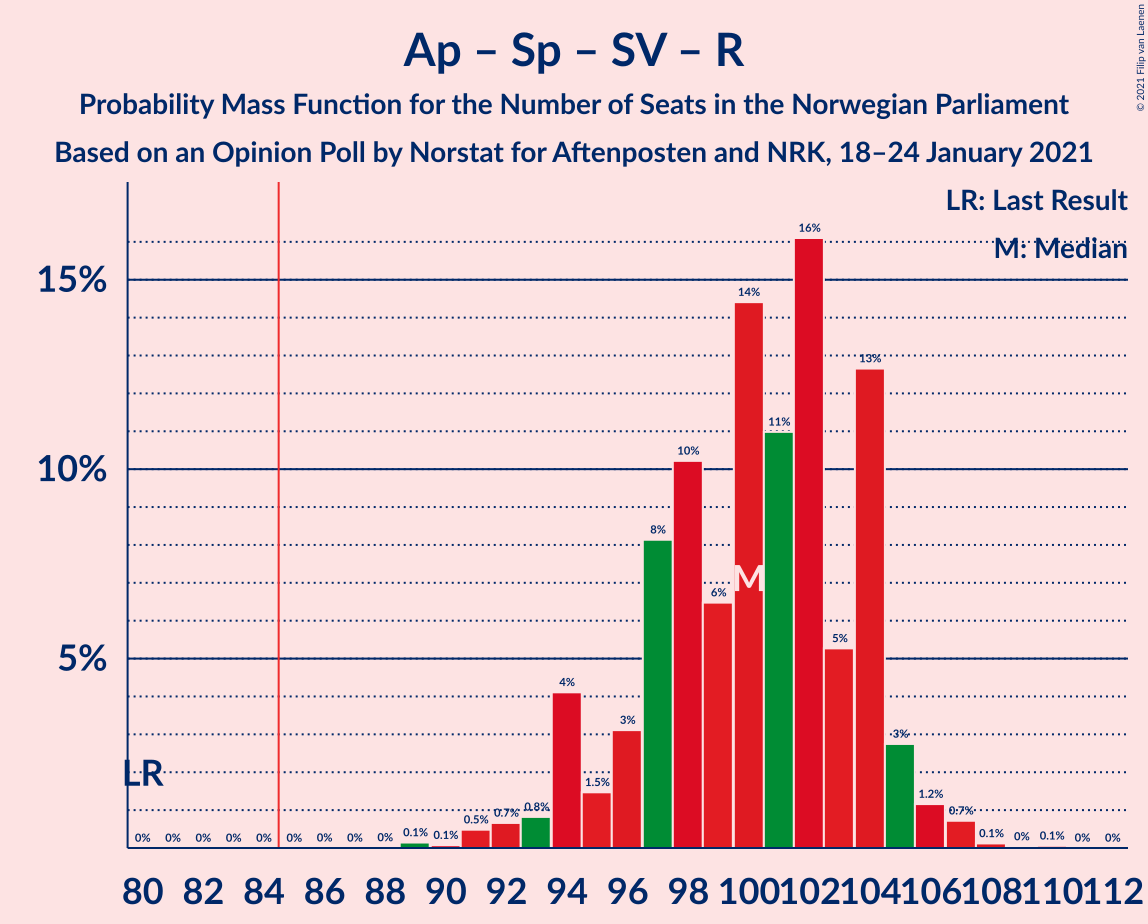 Ap – Sp – SV – R
Probability Mass Function for the Number of Seats in the Norwegian Parliament
Based on an Opinion Poll by Norstat for Aftenposten and NRK, 18–24 January 2021
© 2021 Filip van Laenen
LR: Last Result
M: Median
15%
10%
5%
LR
M
0% 0% 0% 0% 0% 0% 0% 0% 0% 0.1% 0.1% 0.5% 0.7% 0.8% 4% 1.5% 3% 8% 10% 6% 14% 11% 16% 5% 13% 3% 1.2% 0.7% 0.1% 0% 0.1% 0% 0%
80 82 84 86 88 90 92 94 96 98 100 102 104 106 108 110 112